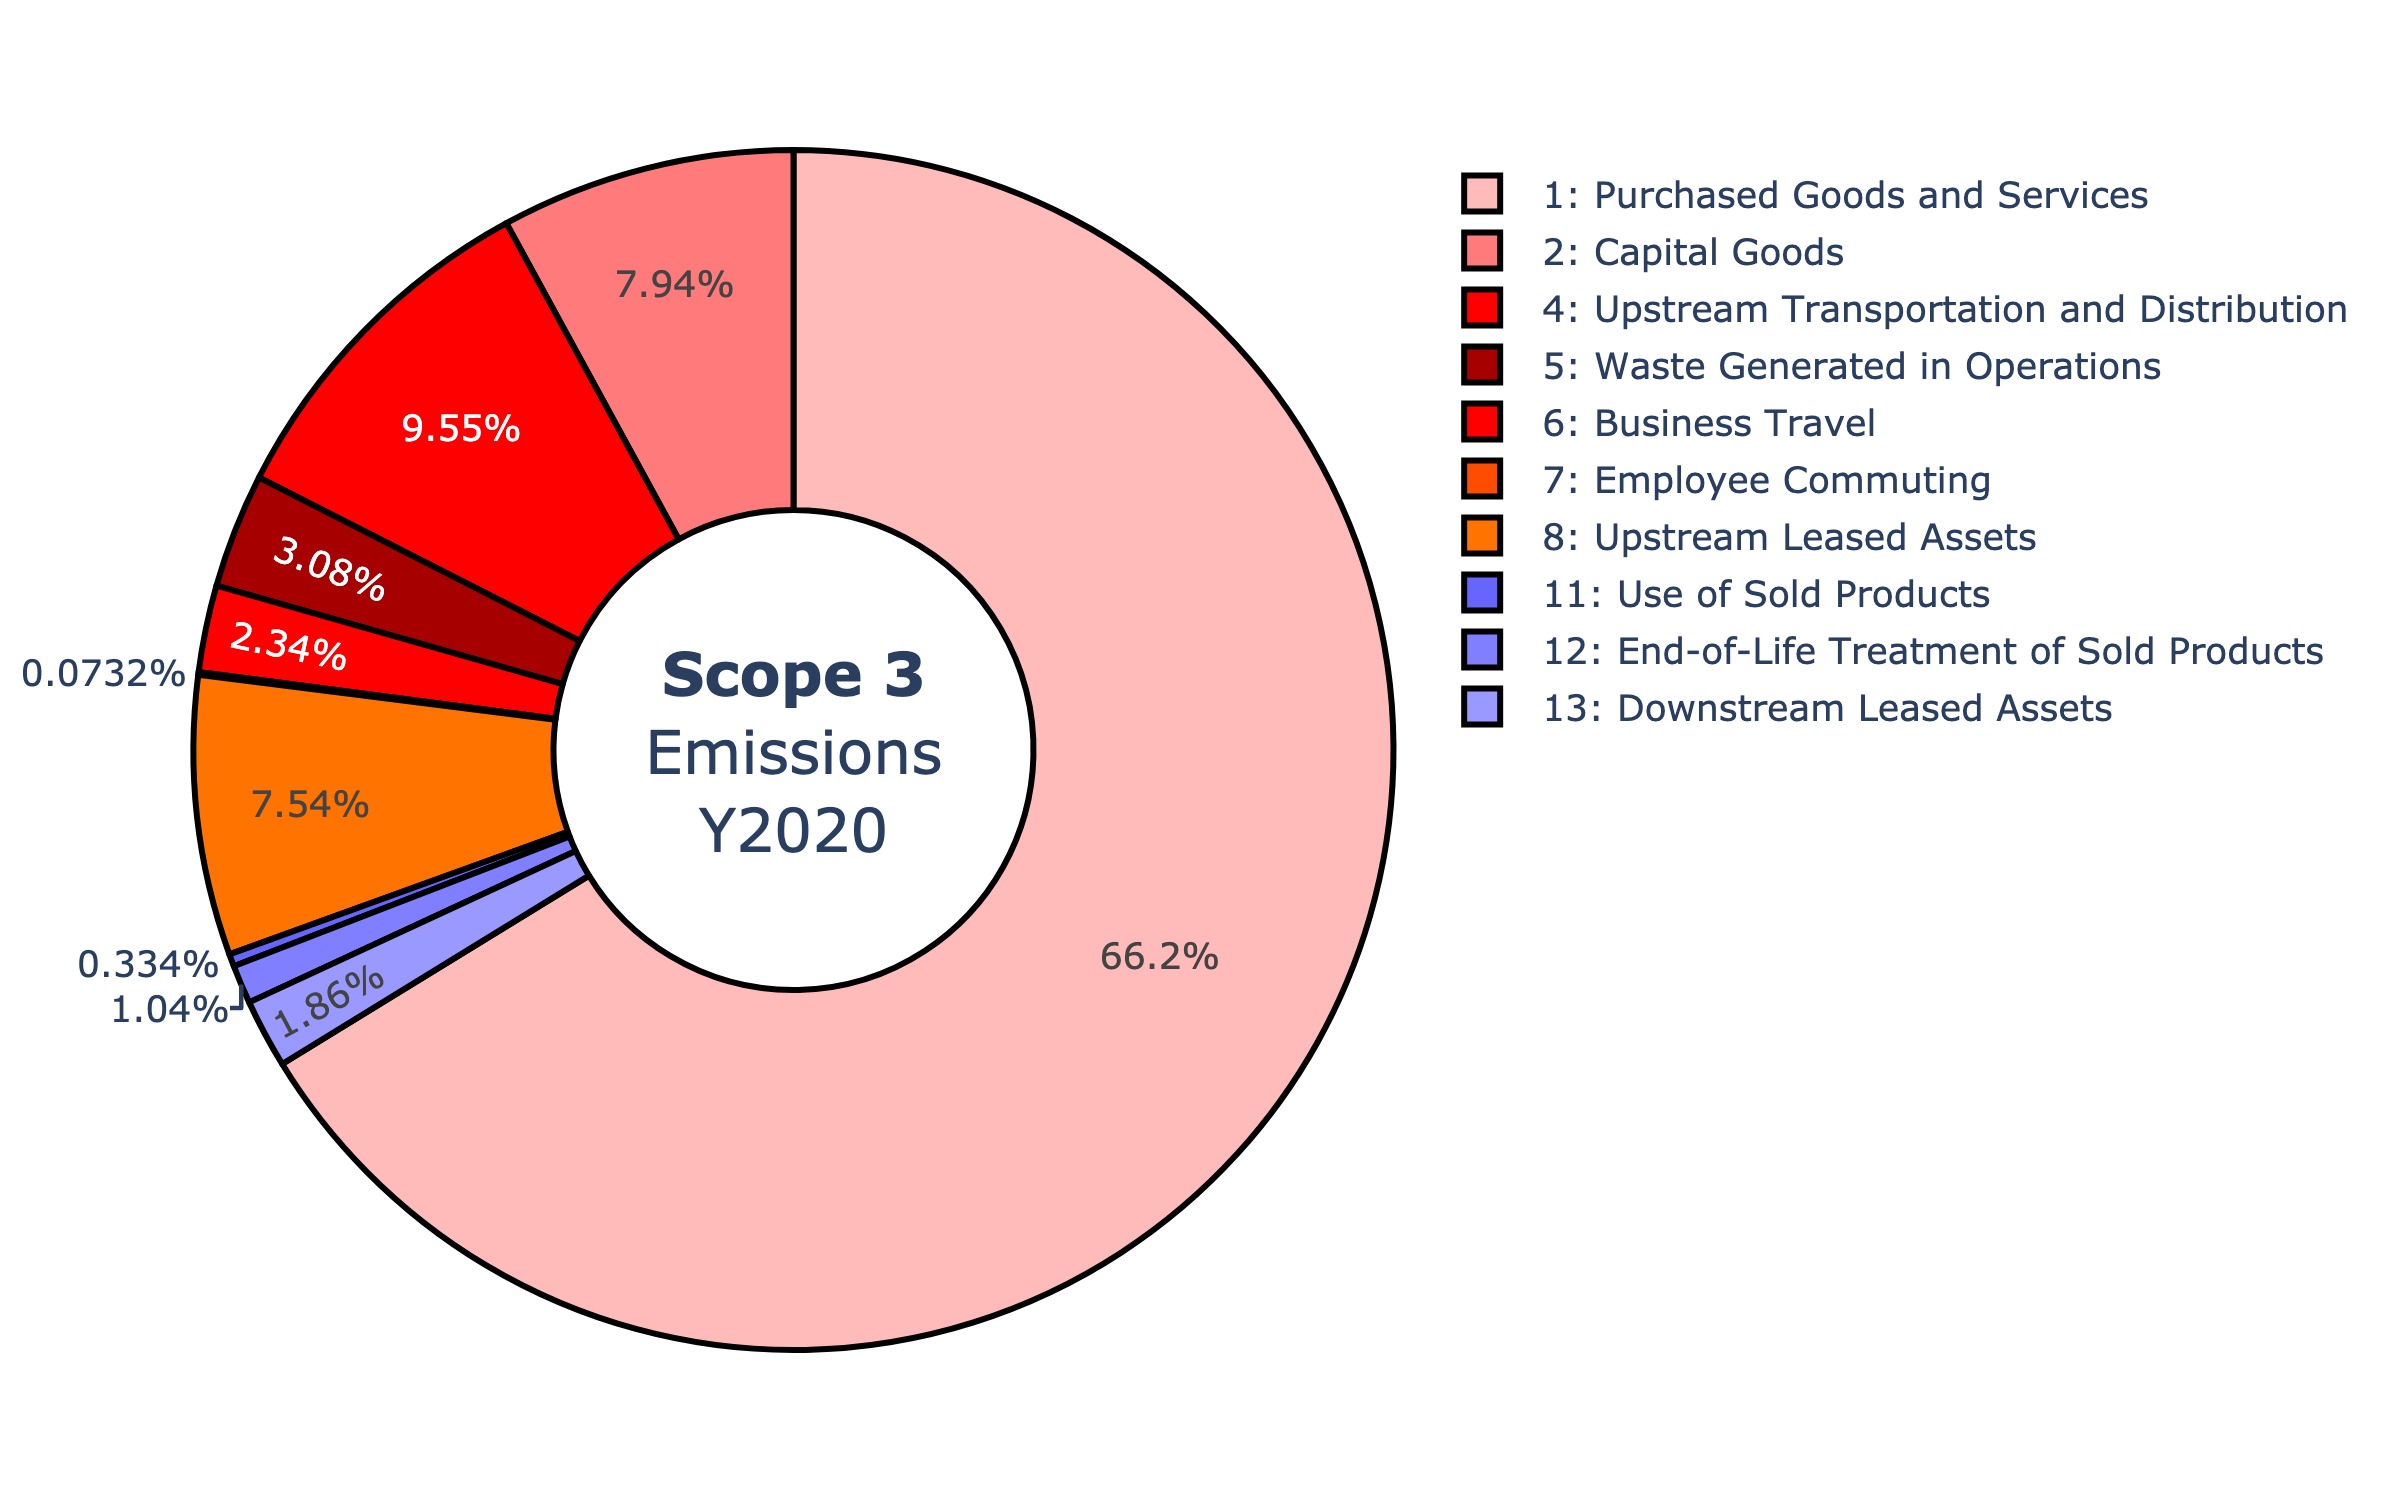 7.94%
9.55%
3.08%
2.34%
0.0732%
7.54%
0.334%
1.04%
1.86%
66.2%
Scope 3
Emissions
Y2020
1: Purchased Goods and Services
2: Capital Goods
4: Upstream Transportation and Distribution
5: Waste Generated in Operations
6: Business Travel
7: Employee Commuting
8: Upstream Leased Assets
11: Use of Sold Products
12: End-of-Life Treatment of Sold Products
13: Downstream Leased Assets